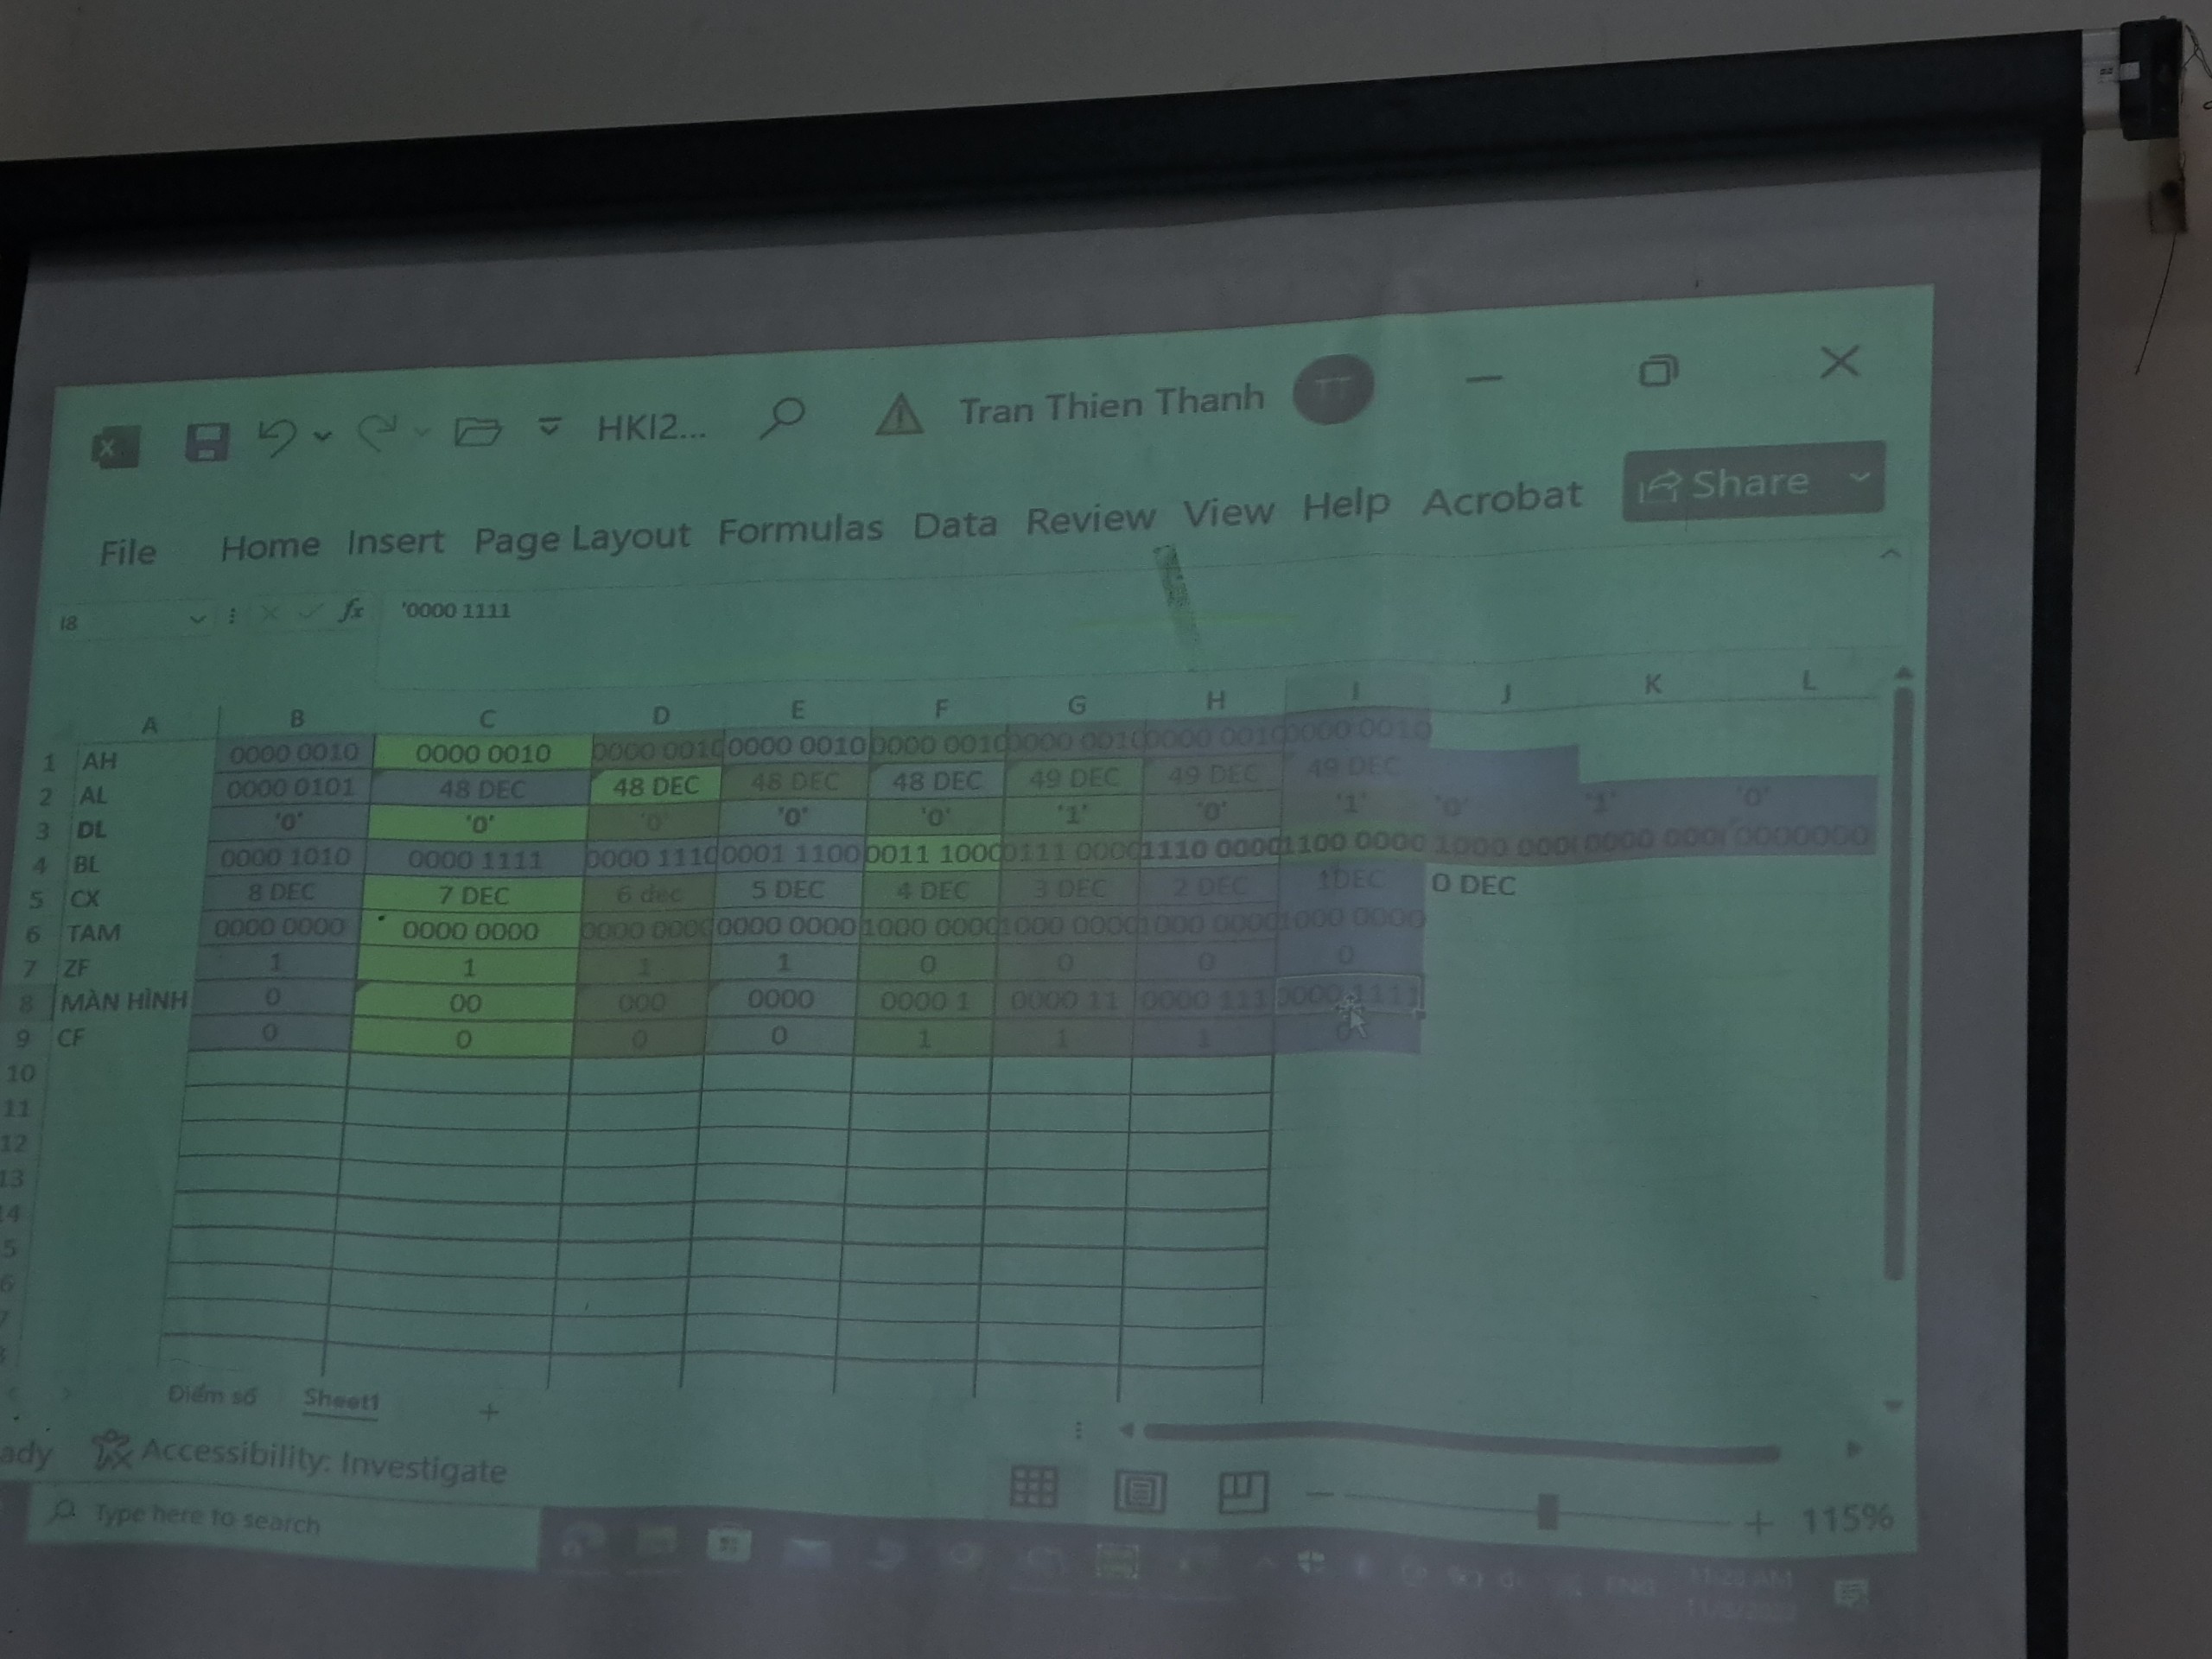 HKI2... Tran Thien Thanh TT
Share
File Home Insert Page Layout Formulas Data Review View Help Acrobat
I8 fx '0000 1111
A B C D E F G H I J K L
1 AH 0000 0010 0000 0010 0000 0010 0000 0010 0000 0010 0000 0010 0000 0010 0000 0010
2 AL 0000 0101 48 DEC 48 DEC 48 DEC 48 DEC 49 DEC 49 DEC 49 DEC
3 DL '0' '0' '0' '0' '0' '1' '0' '1' '0' '1' '0'
4 BL 0000 1010 0000 1111 0000 1110 0001 1100 0011 1000 0111 0000 1110 0000 1100 0000 1000 000 0000 000 0000000
5 CX 8 DEC 7 DEC 6 dec 5 DEC 4 DEC 3 DEC 2 DEC 1DEC 0 DEC
6 TAM 0000 0000 0000 0000 0000 0000 0000 0000 1000 0000 1000 0000 1000 0000 1000 0000
7 ZF 1 1 1 1 0 0 0 0
8 MÀN HÌNH 0 00 000 0000 0000 1 0000 11 0000 111 0000 1111
9 CF 0 0 0 0 1 1 1 0
10
11
12
13
14
5
6
7
Điểm số Sheet1 +
ady Accessibility: Investigate
115%
Type here to search
ENG 11:28 AM